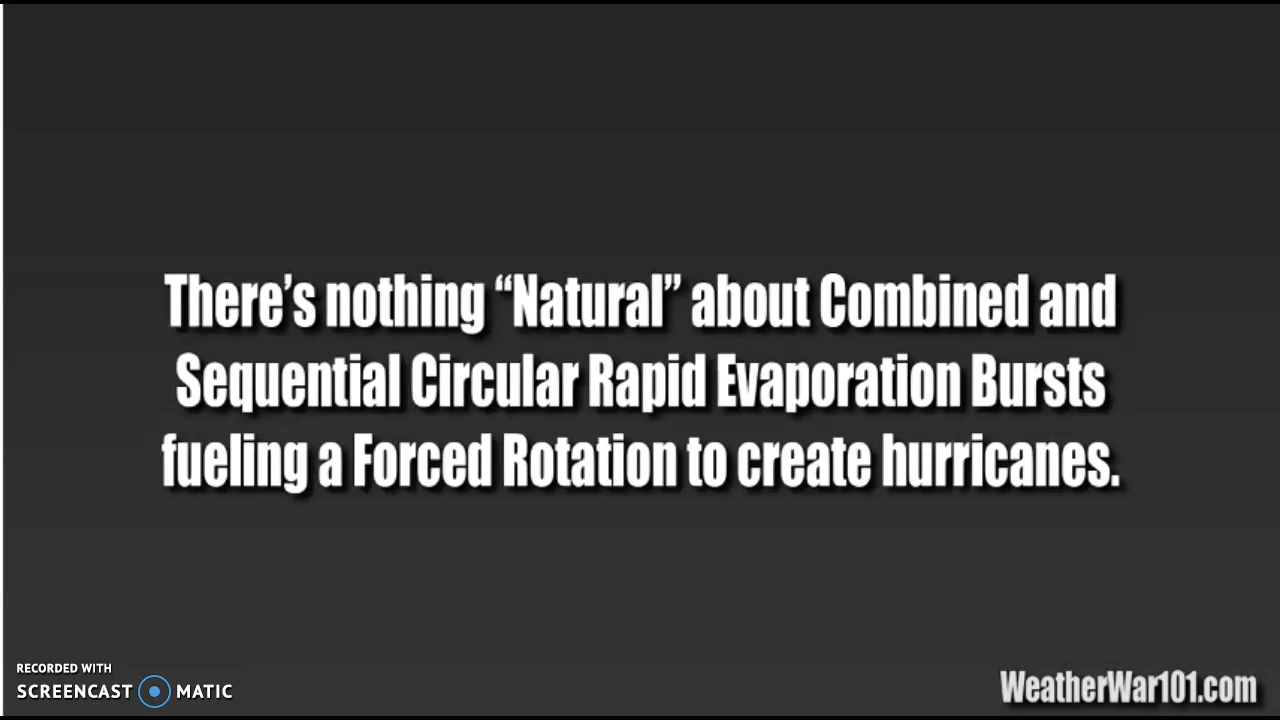 There’s nothing “Natural” about Combined and
Sequential Circular Rapid Evaporation Bursts
fueling a Forced Rotation to create hurricanes.
RECORDED WITH
SCREENCAST MATIC
WeatherWar101.com